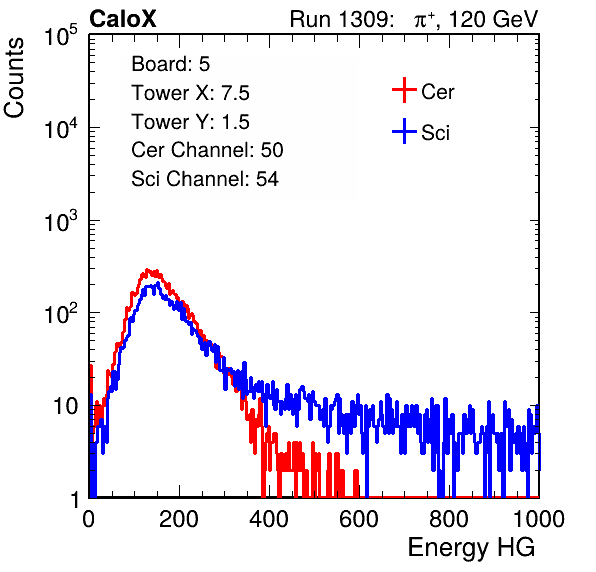 CaloX Run 1309: π⁺, 120 GeV
Board: 5
Tower X: 7.5
Tower Y: 1.5
Cer Channel: 50
Sci Channel: 54
Cer
Sci
Counts
10⁵
10⁴
10³
10²
10
1
0 200 400 600 800 1000
Energy HG